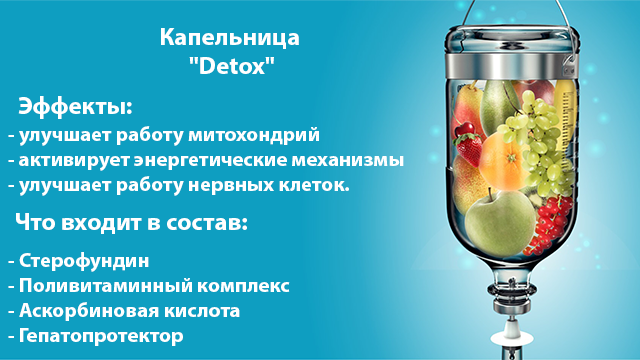 Капельница
"Detox"
Эффекты:
- улучшает работу митохондрий
- активирует энергетические механизмы
- улучшает работу нервных клеток.
Что входит в состав:
- Стерофундин
- Поливитаминный комплекс
- Аскорбиновая кислота
- Гепатопротектор